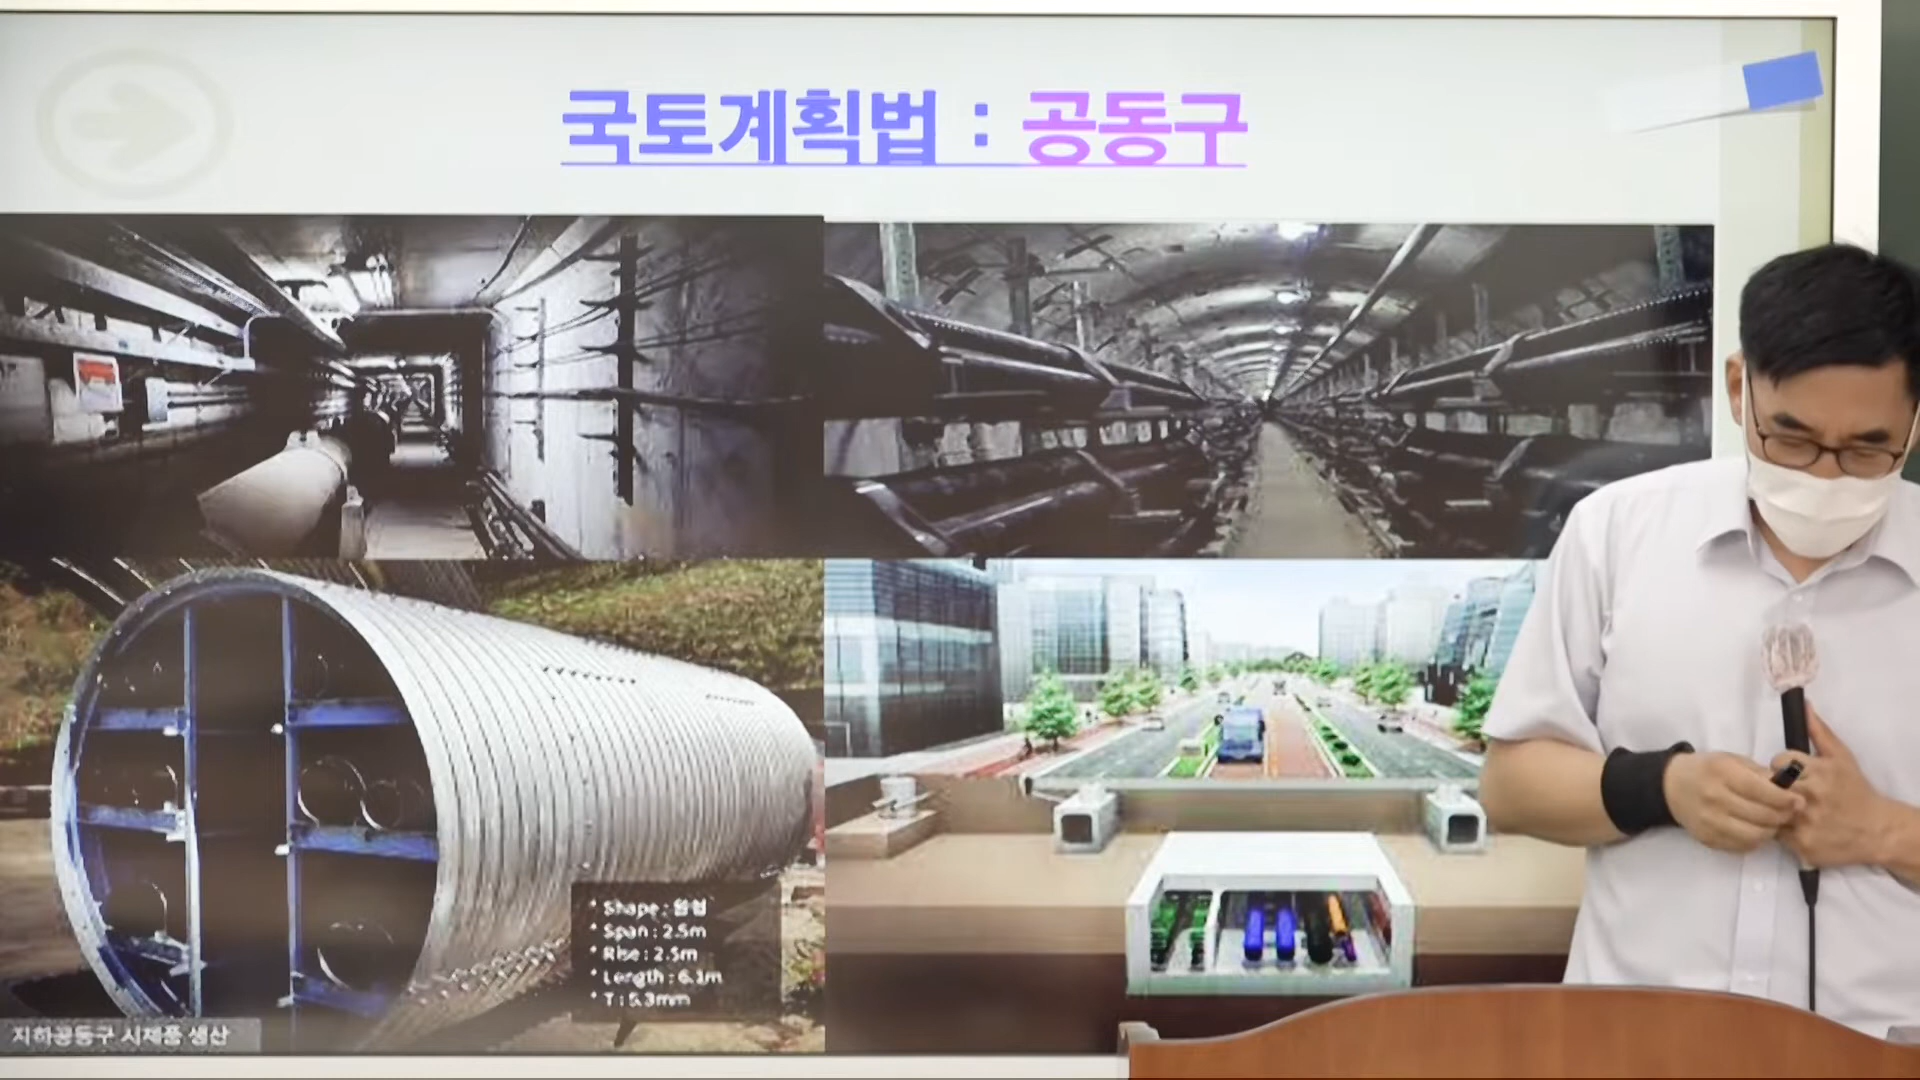 국토계획법 : 공동구
* Shape : 원형
* Span : 2.5m
* Rise : 2.5m
* Length : 6.1m
* T : 5.3mm
지하공동구 시제품 생산